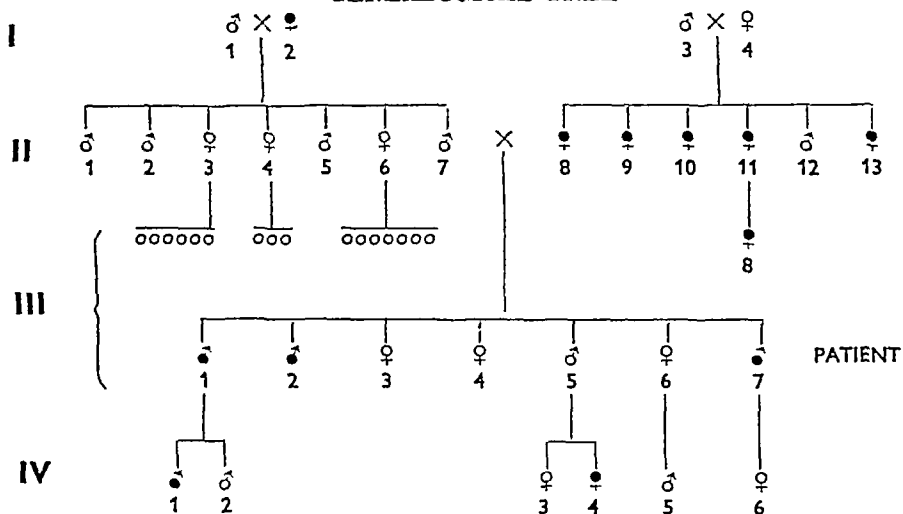 I
♂ × ♀ ♂ × ♀
1 2 3 4
II
♂ ♂ ♀ ♀ ♂ ♀ ♂ × ♀ ♀ ♀ ♀ ♂ ♀
1 2 3 4 5 6 7 8 9 10 11 12 13
8
III
1 2 3 4 5 6 7 PATIENT
IV
1 2 3 4 5 6